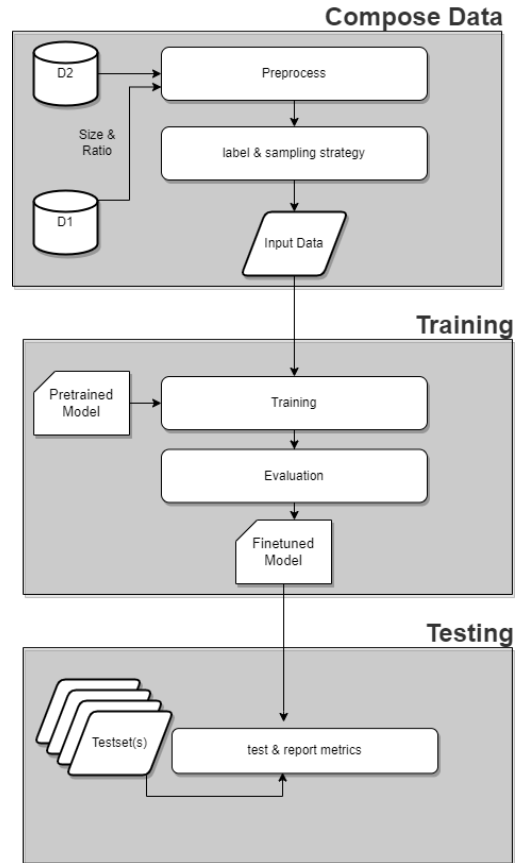 Compose Data
D2
Preprocess
Size &
Ratio
label & sampling strategy
D1
Input Data
Training
Pretrained
Model
Training
Evaluation
Finetuned
Model
Testing
Testset(s)
test & report metrics